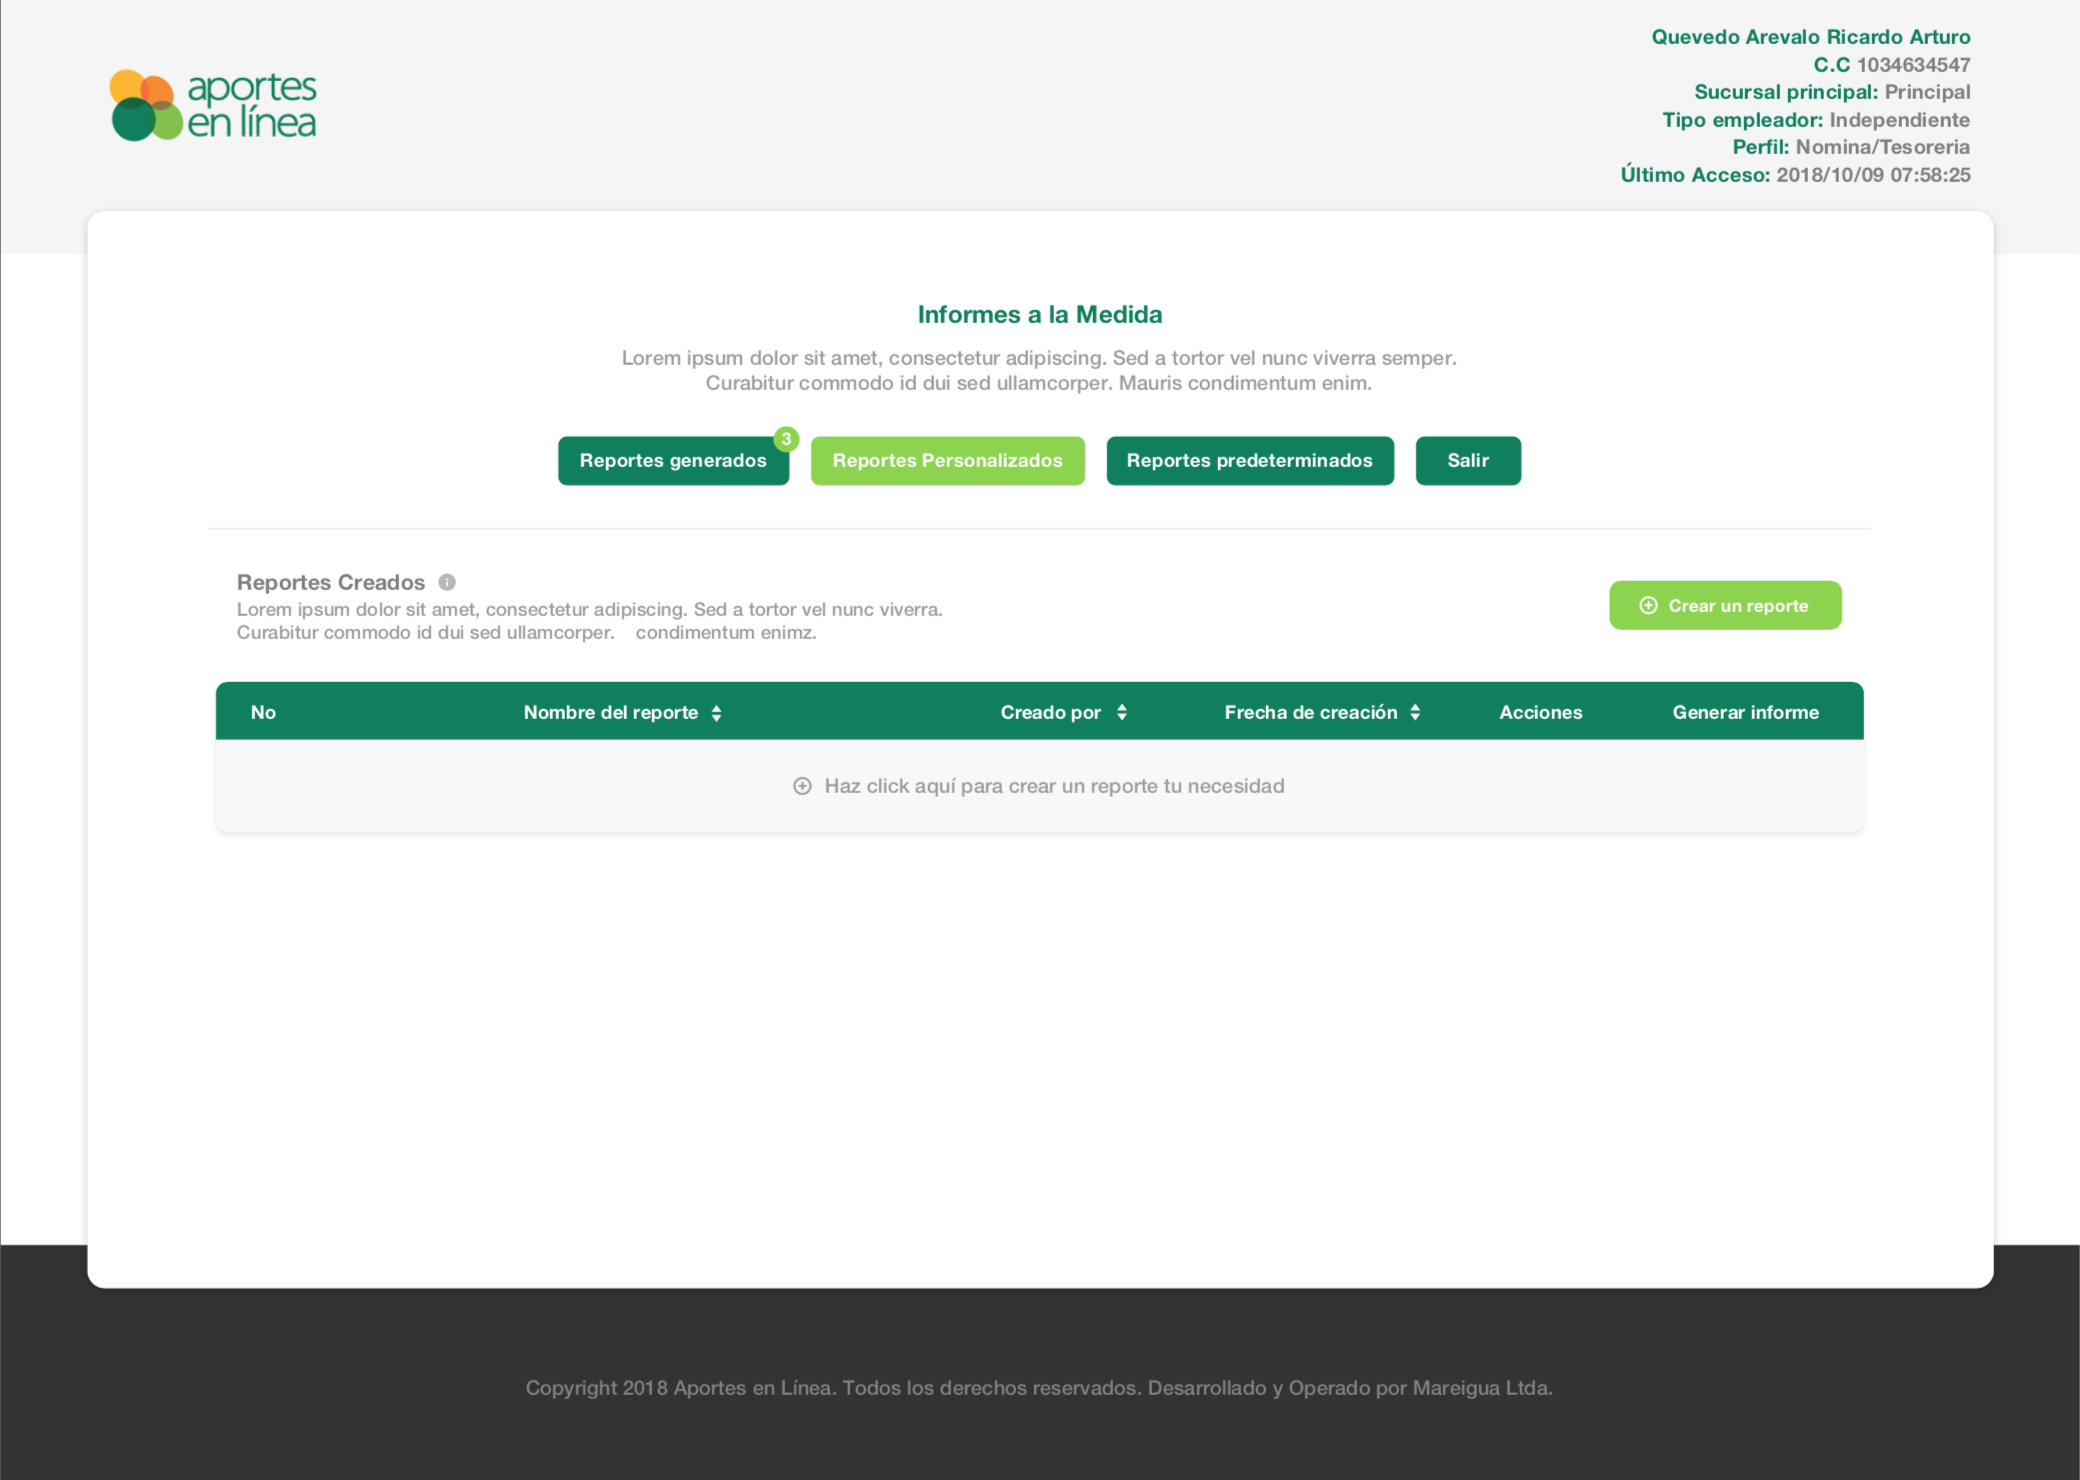 aportes
en línea
Quevedo Arevalo Ricardo Arturo
C.C 1034634547
Sucursal principal: Principal
Tipo empleador: Independiente
Perfil: Nomina/Tesoreria
Último Acceso: 2018/10/09 07:58:25
Informes a la Medida
Lorem ipsum dolor sit amet, consectetur adipiscing. Sed a tortor vel nunc viverra semper.
Curabitur commodo id dui sed ullamcorper. Mauris condimentum enim.
Reportes generados 3 Reportes Personalizados Reportes predeterminados Salir
Reportes Creados i
Lorem ipsum dolor sit amet, consectetur adipiscing. Sed a tortor vel nunc viverra.
Curabitur commodo id dui sed ullamcorper. condimentum enimz.
Crear un reporte
No Nombre del reporte Creado por Frecha de creación Acciones Generar informe
Haz click aquí para crear un reporte tu necesidad
Copyright 2018 Aportes en Línea. Todos los derechos reservados. Desarrollado y Operado por Mareigua Ltda.